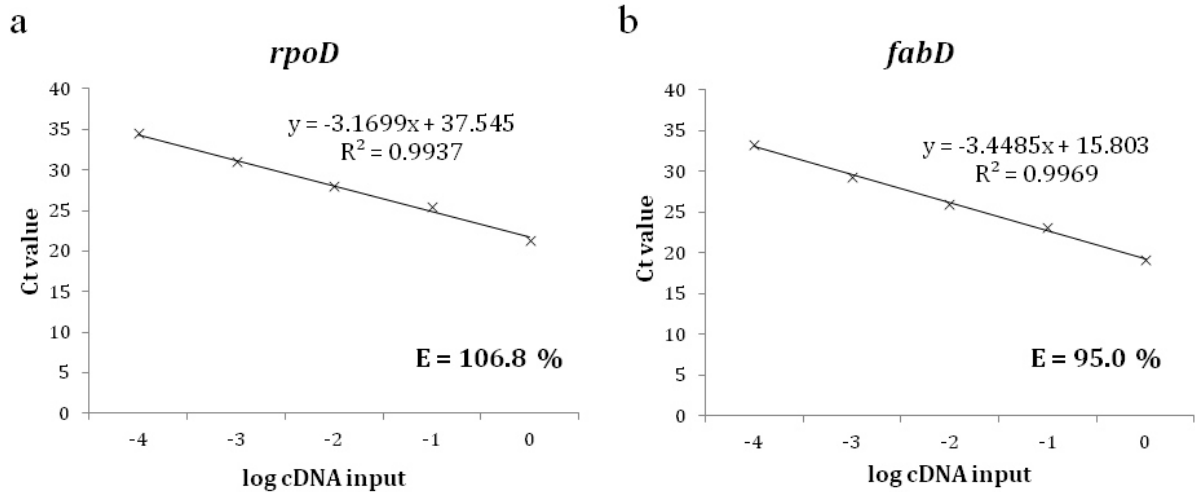 a
rpoD
40
35
30
25
20
15
10
5
0
Ct value
y = -3.1699x + 37.545
R² = 0.9937
E = 106.8 %
-4 -3 -2 -1 0
log cDNA input
b
fabD
40
35
30
25
20
15
10
5
0
Ct value
y = -3.4485x + 15.803
R² = 0.9969
E = 95.0 %
-4 -3 -2 -1 0
log cDNA input